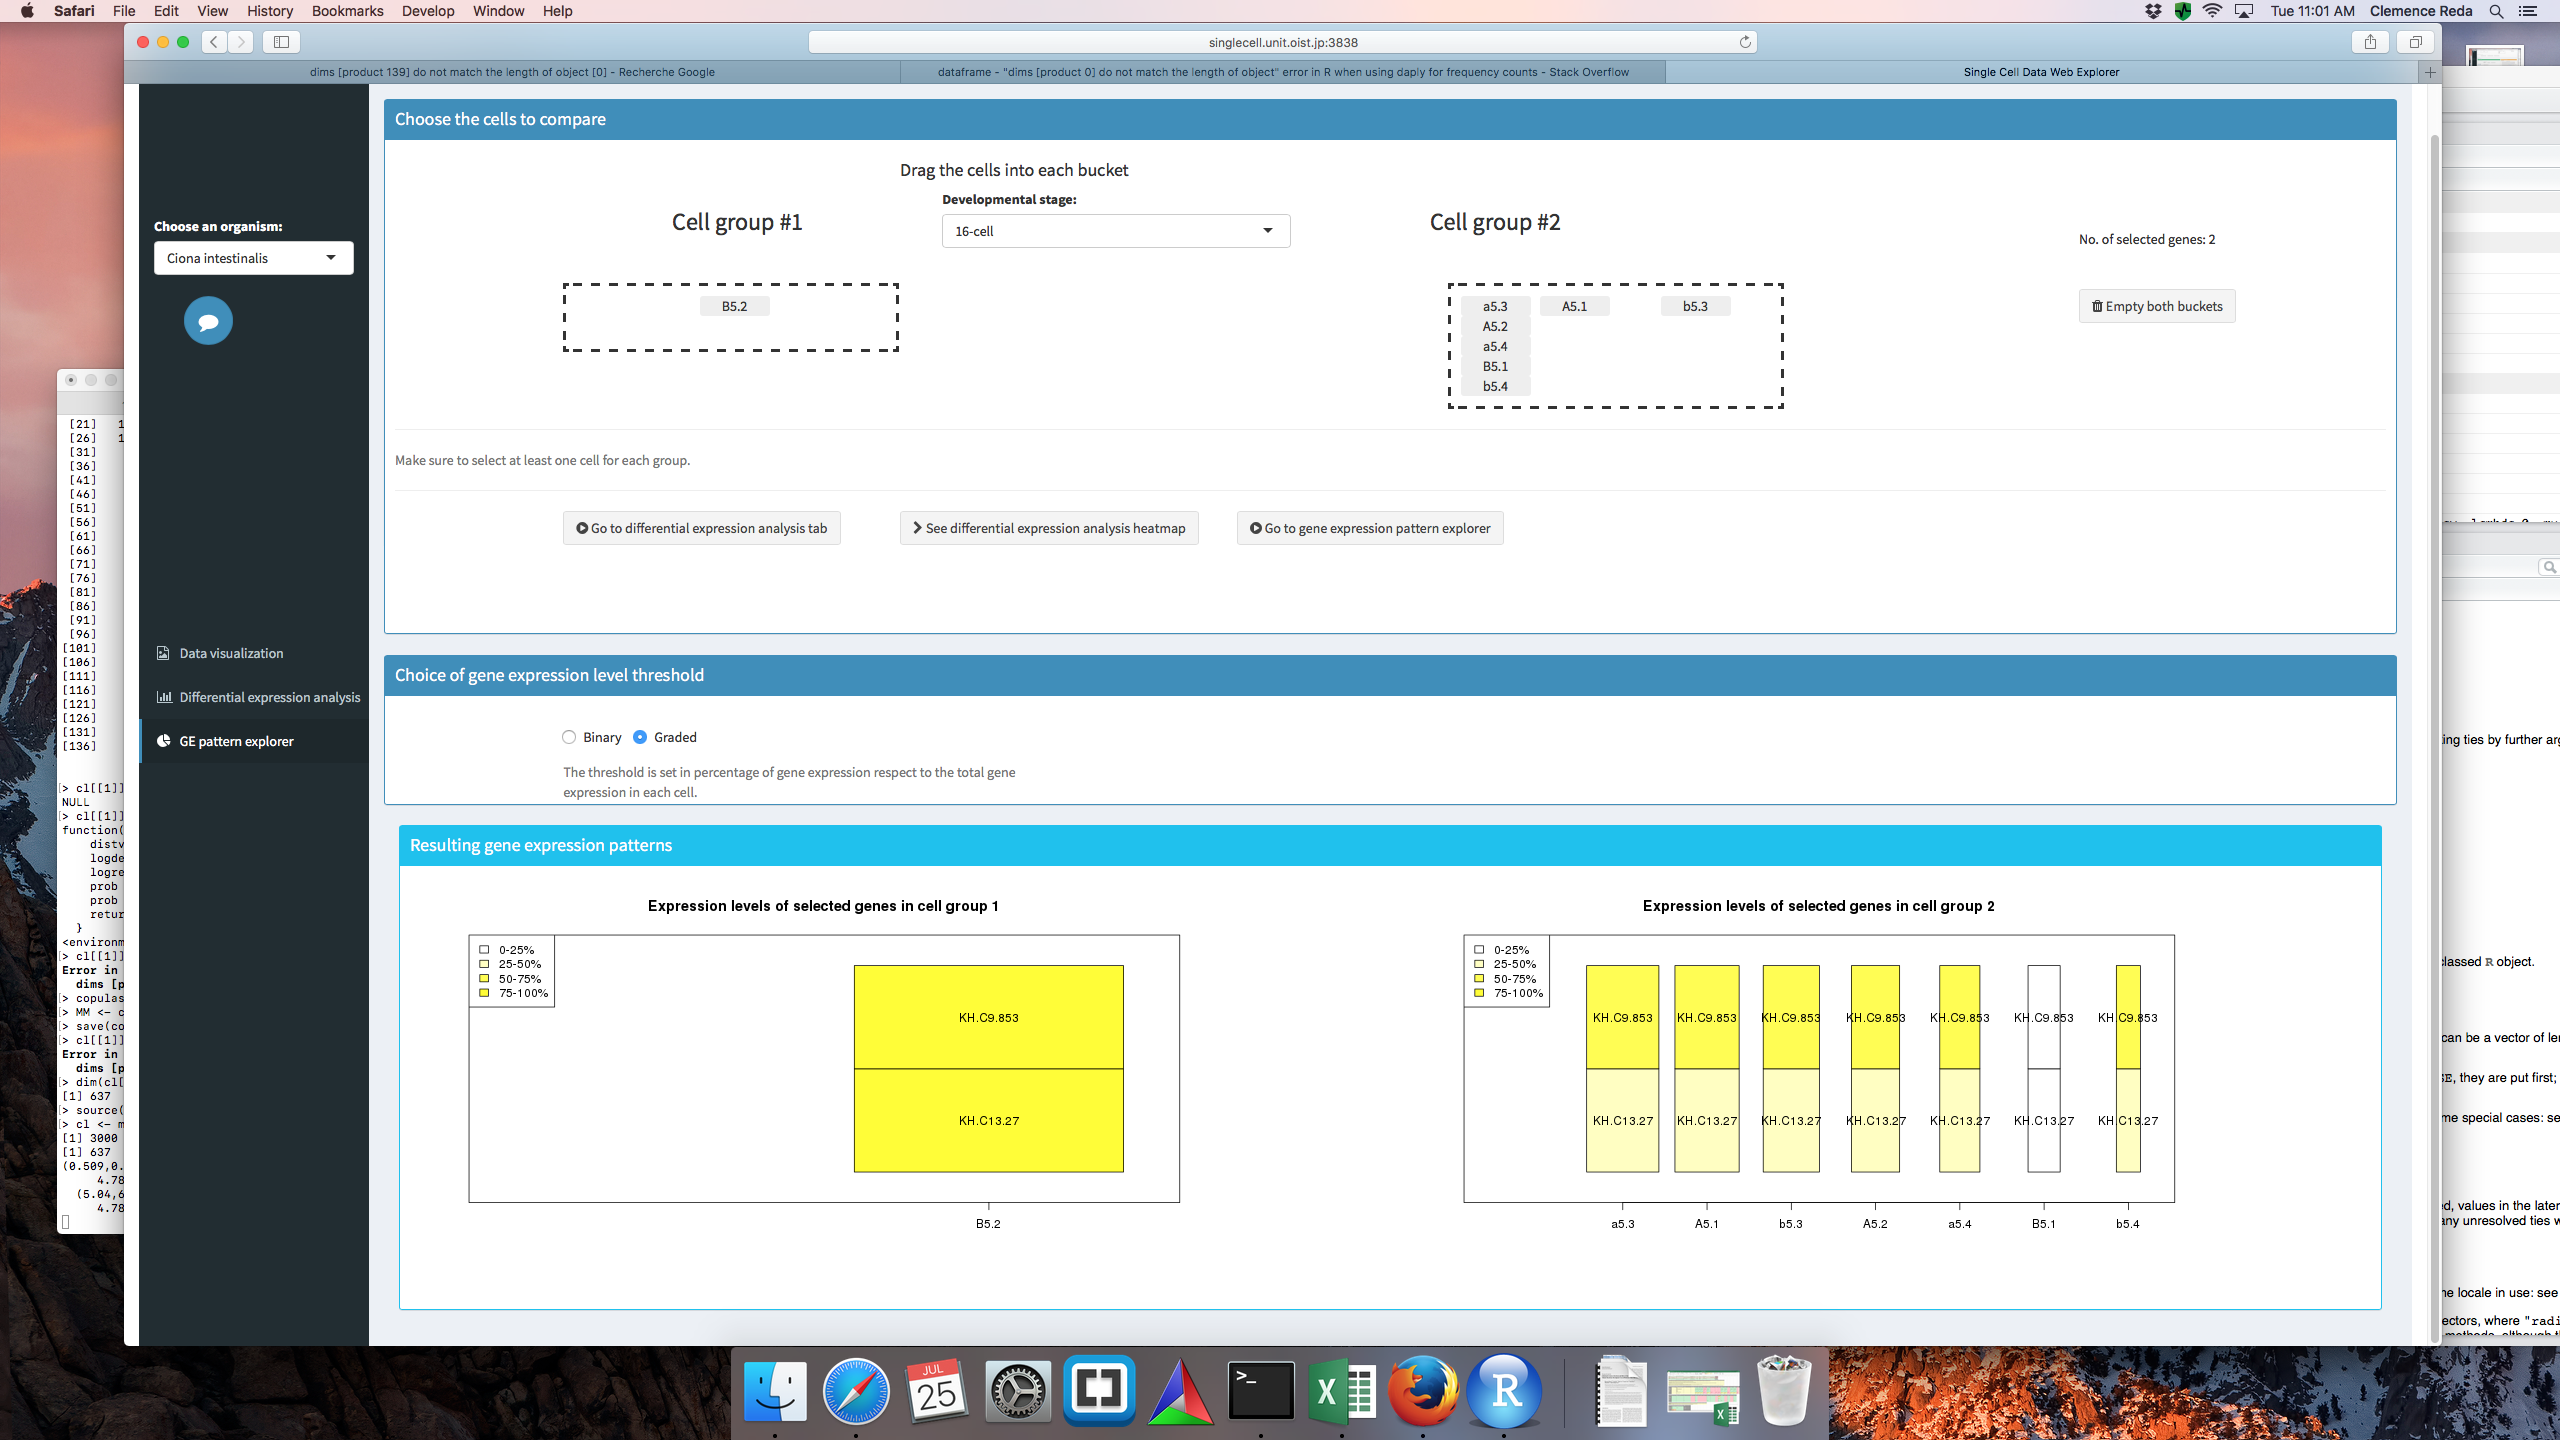 Safari File Edit View History Bookmarks Develop Window Help
Tue 11:01 AM Clemence Reda
singlecell.unit.oist.jp:3838
dims [product 139] do not match the length of object [0] - Recherche Google
dataframe - "dims [product 0] do not match the length of object" error in R when using daply for frequency counts - Stack Overflow
Single Cell Data Web Explorer
Choose an organism:
Ciona intestinalis
Data visualization
Differential expression analysis
GE pattern explorer
Choose the cells to compare
Drag the cells into each bucket
Developmental stage:
16-cell
Cell group #1
Cell group #2
No. of selected genes: 2
B5.2
a5.3 A5.1 b5.3
A5.2
a5.4
B5.1
b5.4
Empty both buckets
Make sure to select at least one cell for each group.
Go to differential expression analysis tab
See differential expression analysis heatmap
Go to gene expression pattern explorer
Choice of gene expression level threshold
Binary Graded
The threshold is set in percentage of gene expression respect to the total gene
expression in each cell.
Resulting gene expression patterns
Expression levels of selected genes in cell group 1
0-25%
25-50%
50-75%
75-100%
KH.C9.853
KH.C13.27
B5.2
Expression levels of selected genes in cell group 2
0-25%
25-50%
50-75%
75-100%
KH.C9.853 KH.C9.853 KH.C9.853 KH.C9.853 KH.C9.853 KH.C9.853 KH.C9.853
KH.C13.27 KH.C13.27 KH.C13.27 KH.C13.27 KH.C13.27 KH.C13.27 KH.C13.27
a5.3 A5.1 b5.3 A5.2 a5.4 B5.1 b5.4
[21] 1
[26] 1
[31]
[36]
[41]
[46]
[51]
[56]
[61]
[66]
[71]
[76]
[81]
[86]
[91]
[96]
[101]
[106]
[111]
[116]
[121]
[126]
[131]
[136]
> cl[[1]]
NULL
> cl[[1]]
function(
distv
logde
logre
prob
prob
retur
}
<environm
> cl[[1]]
Error in
dims [p
> copulas
> MM <- c
> save(co
> cl[[1]]
Error in
dims [p
> dim(cl[
[1] 637
> source(
> cl <- m
[1] 3000
[1] 637
(0.509,0.
4.78
(5.04,6
4.78
ing ties by further arg
classed R object.
can be a vector of le
SE, they are put first;
me special cases: se
ed, values in the later
any unresolved ties w
he locale in use: see
ectors, where "radi
JUL
25
>_
X
R
X